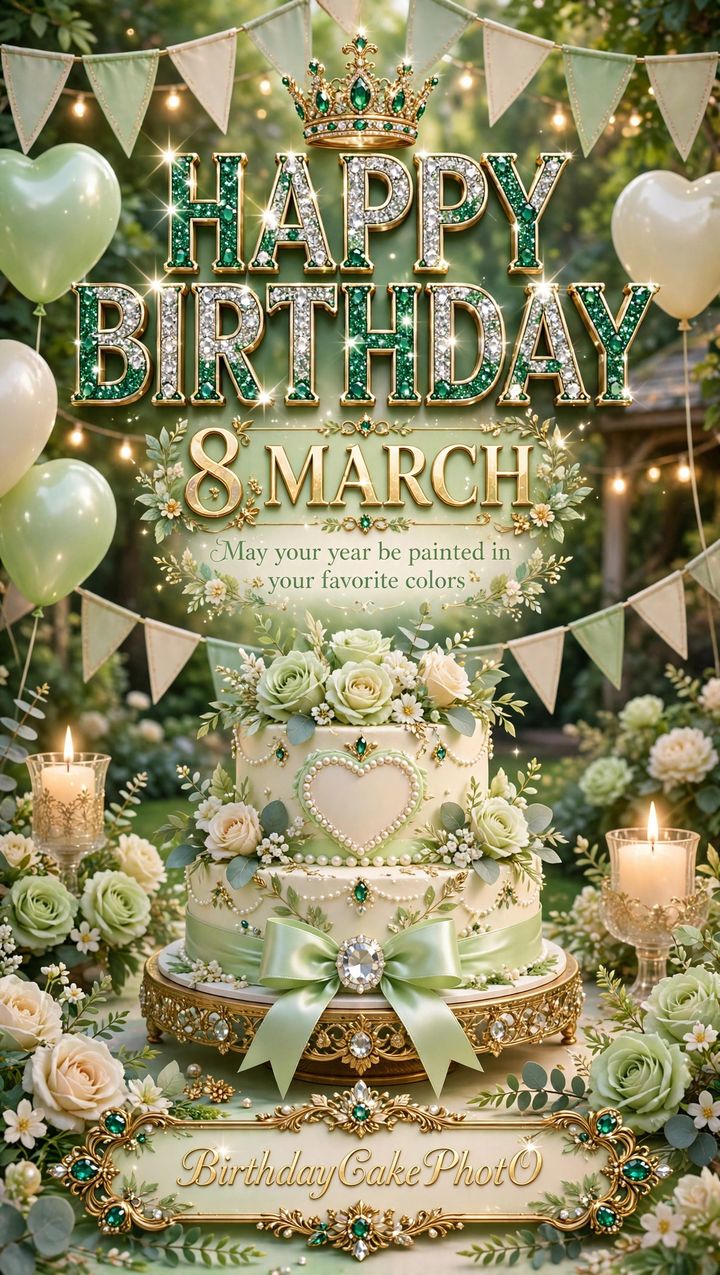 HAPPY
BIRTHDAY
8 MARCH
May your year be painted in
your favorite colors
BirthdayCakePhotO